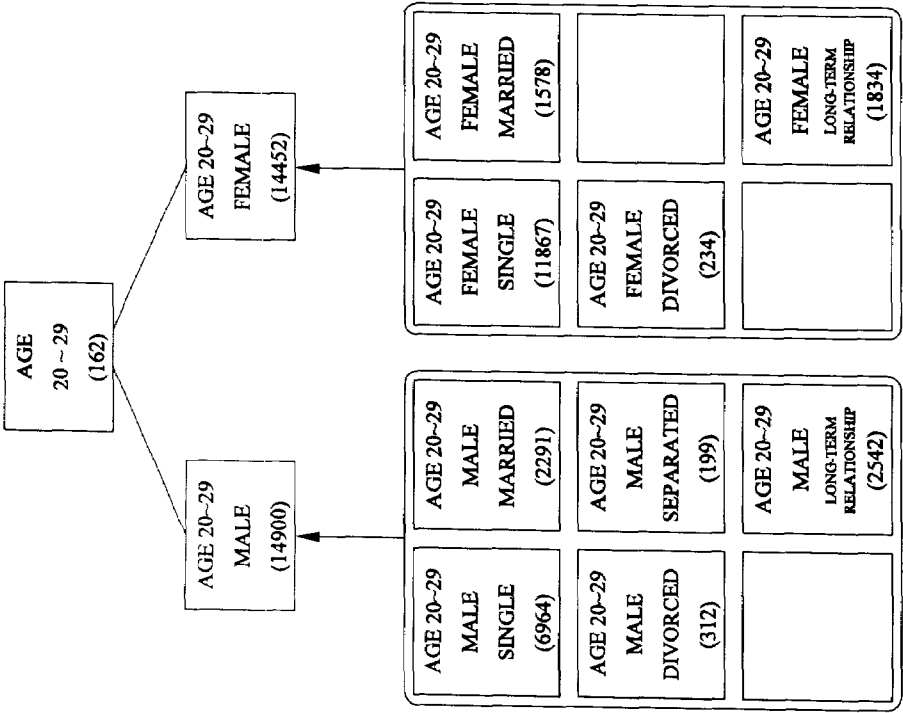 AGE
20 ~ 29
(162)
AGE 20~29
MALE
(14900)
AGE 20~29
FEMALE
(14452)
AGE 20~29
MALE
SINGLE
(6964)
AGE 20~29
MALE
MARRIED
(2291)
AGE 20~29
MALE
DIVORCED
(312)
AGE 20~29
MALE
SEPARATED
(199)
AGE 20~29
MALE
LONG-TERM
RELATIONSHIP
(2542)
AGE 20~29
FEMALE
SINGLE
(11867)
AGE 20~29
FEMALE
MARRIED
(1578)
AGE 20~29
FEMALE
DIVORCED
(234)
AGE 20~29
FEMALE
LONG-TERM
RELATIONSHIP
(1834)